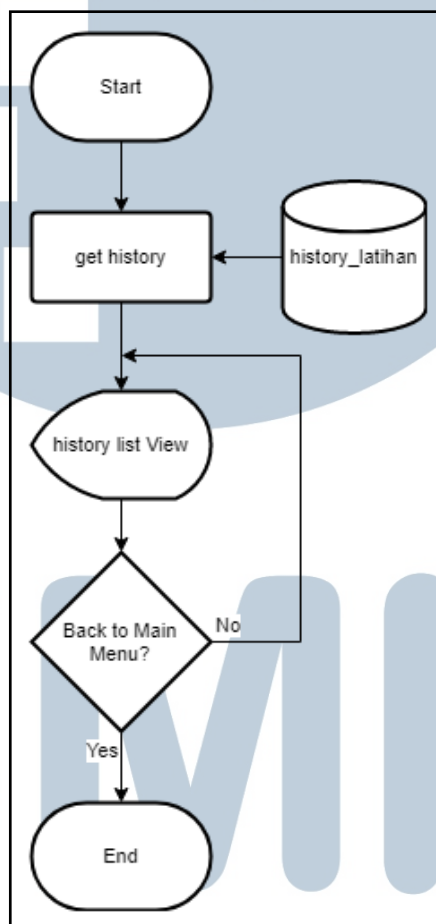 Start
get history
history_latihan
history list View
Back to Main
Menu?
No
Yes
End